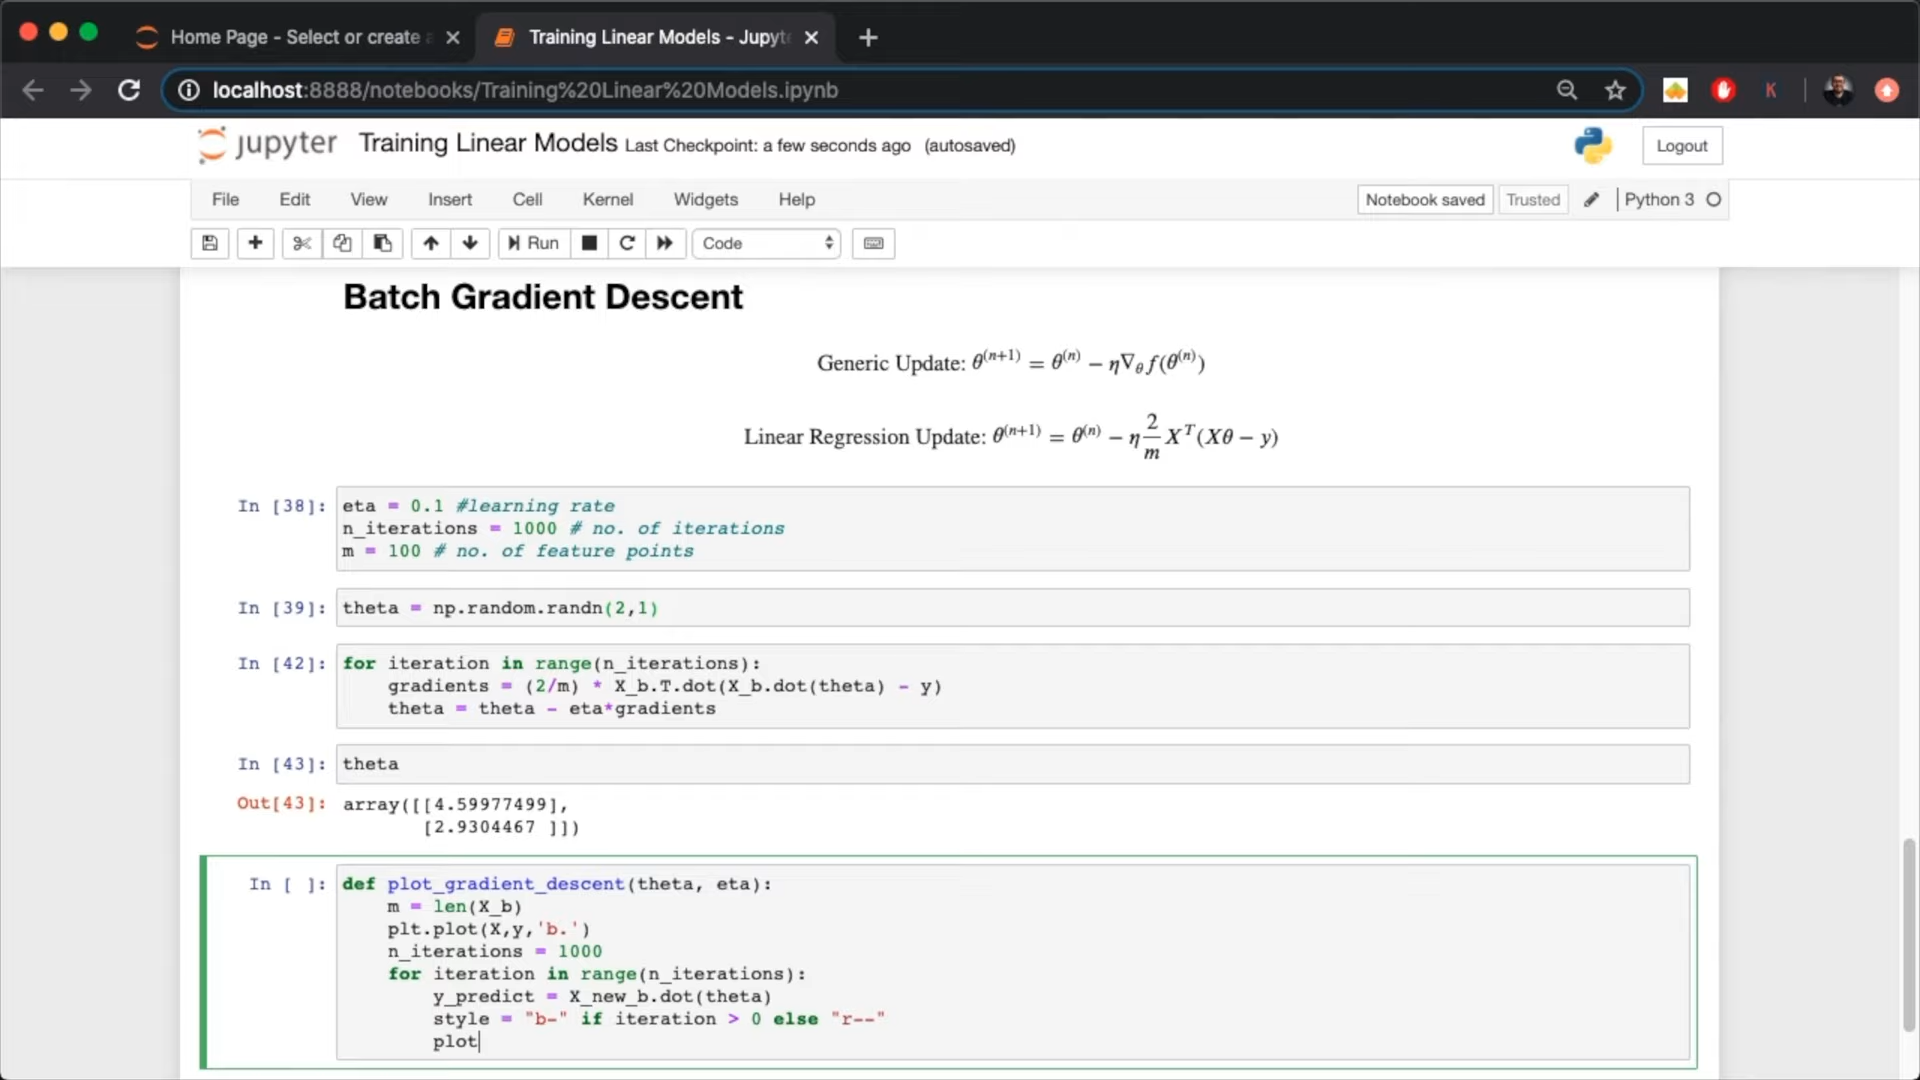 Home Page - Select or create a
Training Linear Models - Jupyt
localhost:8888/notebooks/Training%20Linear%20Models.ipynb
K
jupyter Training Linear Models Last Checkpoint: a few seconds ago (autosaved)
Logout
File Edit View Insert Cell Kernel Widgets Help
Notebook saved Trusted Python 3
Run Code
Batch Gradient Descent
Generic Update: θ^(n+1) = θ^(n) − η∇_θ f(θ^(n))
Linear Regression Update: θ^(n+1) = θ^(n) − η 2/m X^T(Xθ − y)
In [38]: eta = 0.1 #learning rate
n_iterations = 1000 # no. of iterations
m = 100 # no. of feature points
In [39]: theta = np.random.randn(2,1)
In [42]: for iteration in range(n_iterations):
gradients = (2/m) * X_b.T.dot(X_b.dot(theta) - y)
theta = theta - eta*gradients
In [43]: theta
Out[43]: array([[4.59977499],
[2.9304467 ]])
In [ ]: def plot_gradient_descent(theta, eta):
m = len(X_b)
plt.plot(X,y,'b.')
n_iterations = 1000
for iteration in range(n_iterations):
y_predict = X_new_b.dot(theta)
style = "b-" if iteration > 0 else "r--"
plot